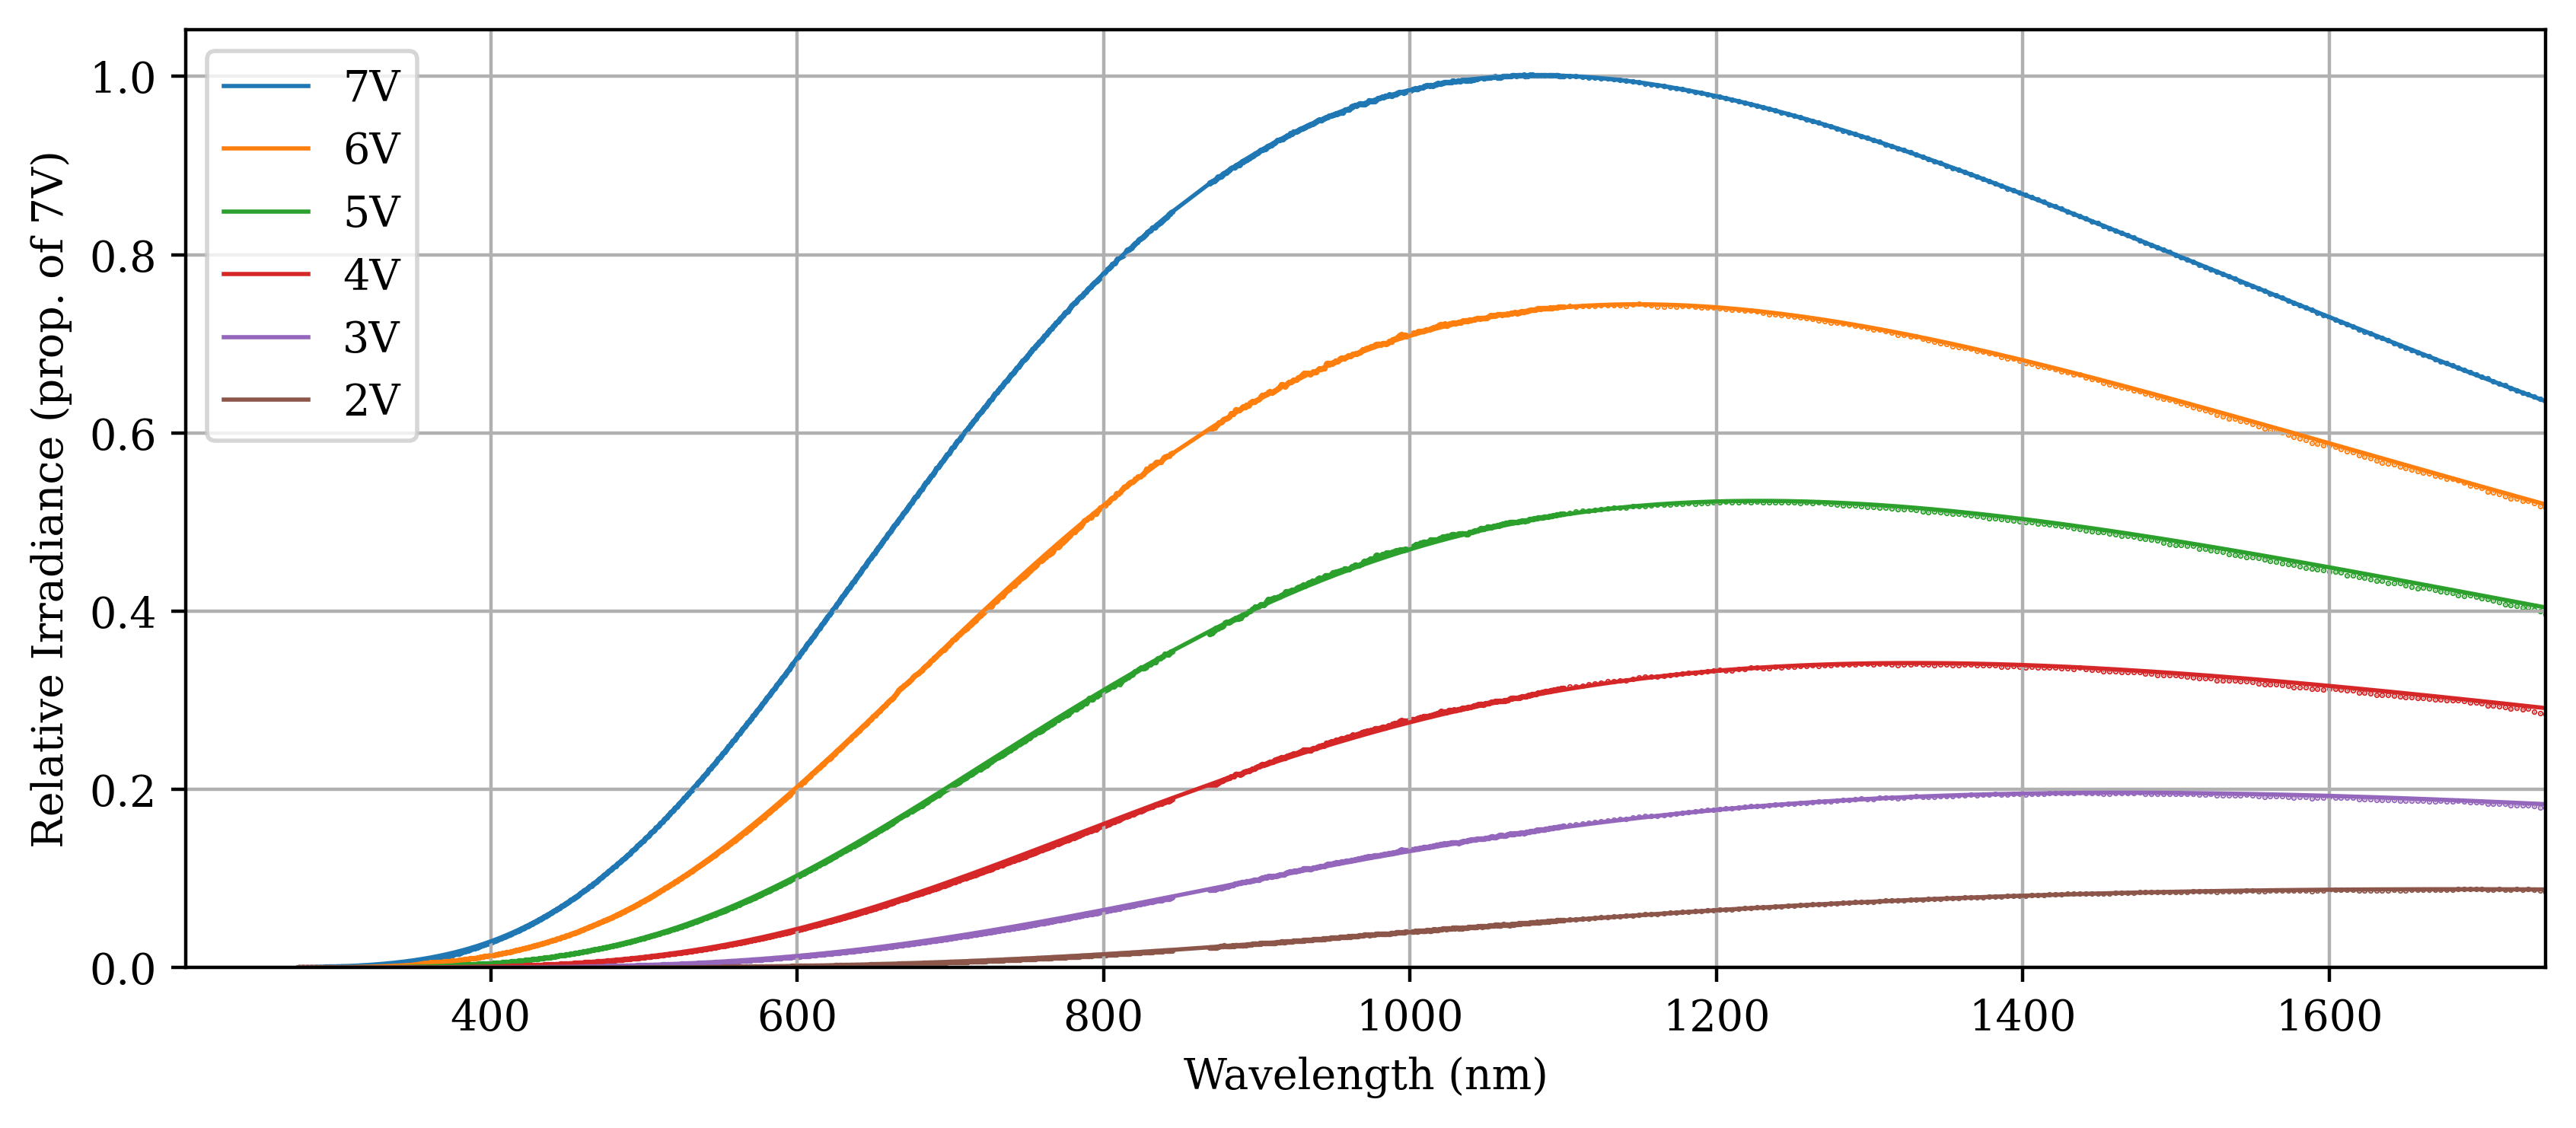 Relative Irradiance (prop. of 7V)
1.0
0.8
0.6
0.4
0.2
0.0
7V
6V
5V
4V
3V
2V
400 600 800 1000 1200 1400 1600
Wavelength (nm)